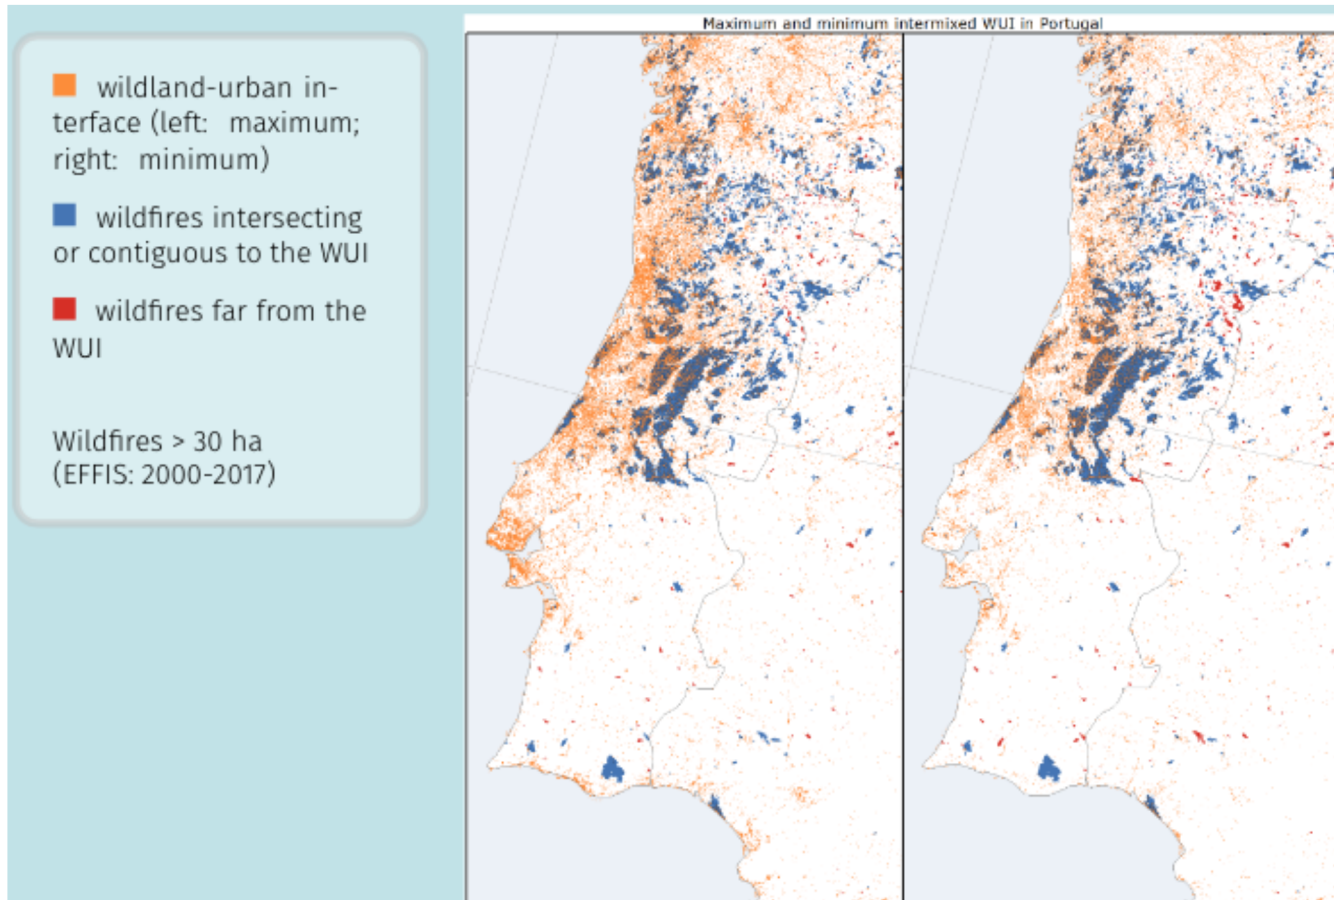 Maximum and minimum intermixed WUI in Portugal
wildland-urban in-
terface (left: maximum;
right: minimum)
wildfires intersecting
or contiguous to the WUI
wildfires far from the
WUI
Wildfires > 30 ha
(EFFIS: 2000-2017)